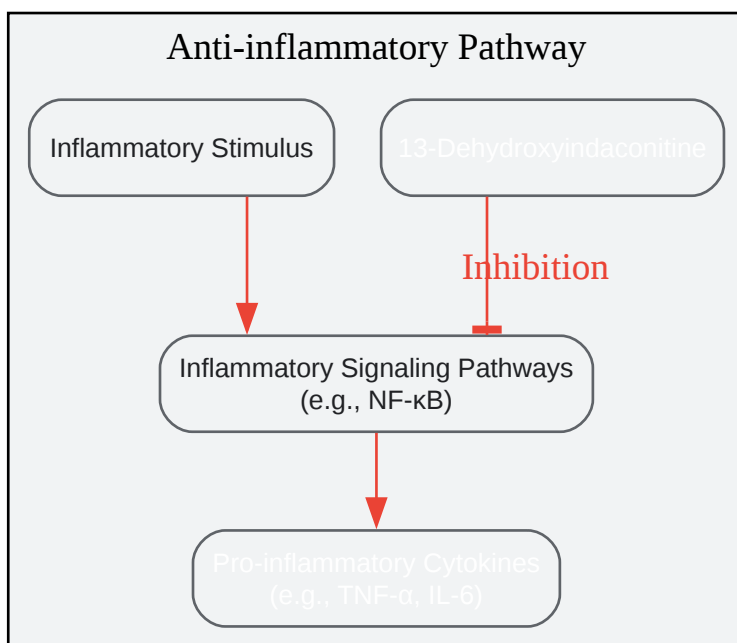 Anti-inflammatory Pathway
Inflammatory Stimulus
13-Dehydroxyindaconitine
Inhibition
Inflammatory Signaling Pathways
(e.g., NF-κB)
Pro-inflammatory Cytokines
(e.g., TNF-α, IL-6)